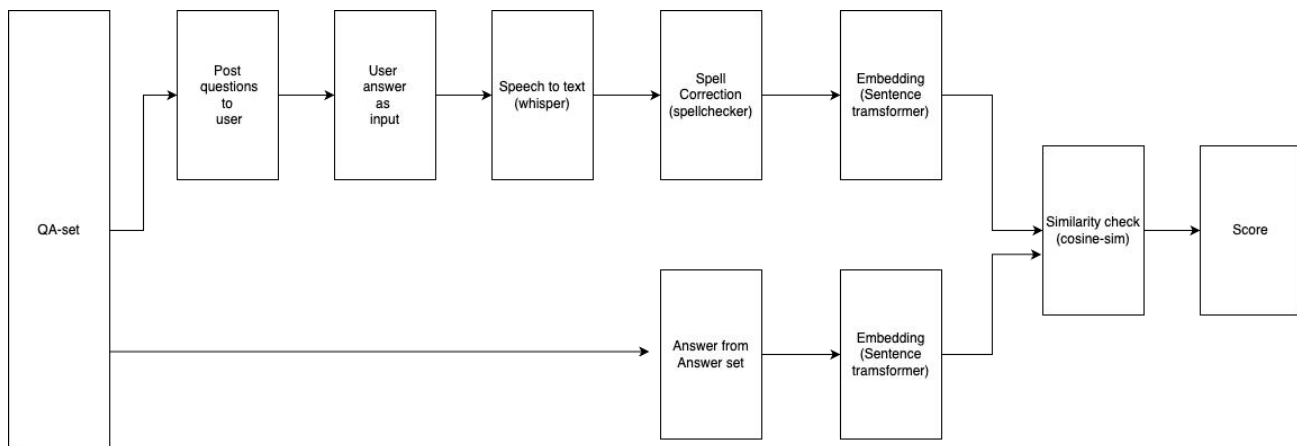 QA-set
Post
questions
to
user
User
answer
as
input
Speech to text
(whisper)
Spell
Correction
(spellchecker)
Embedding
(Sentence
tramsformer)
Similarity check
(cosine-sim)
Score
Answer from
Answer set
Embedding
(Sentence
tramsformer)